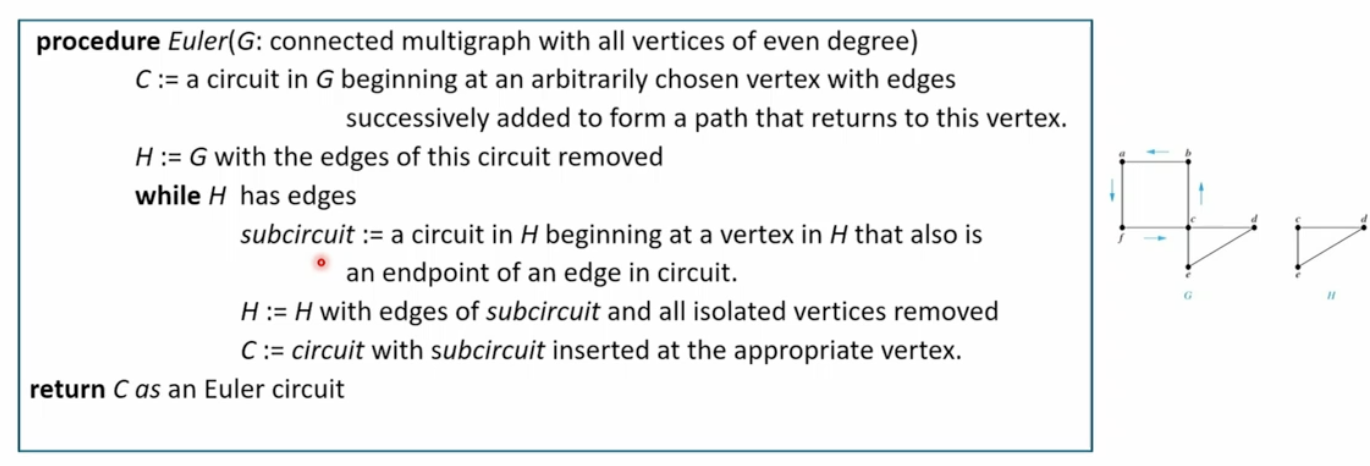 procedure Euler(G: connected multigraph with all vertices of even degree)
C := a circuit in G beginning at an arbitrarily chosen vertex with edges
successively added to form a path that returns to this vertex.
H := G with the edges of this circuit removed
while H has edges
subcircuit := a circuit in H beginning at a vertex in H that also is
an endpoint of an edge in circuit.
H := H with edges of subcircuit and all isolated vertices removed
C := circuit with subcircuit inserted at the appropriate vertex.
return C as an Euler circuit
a b
c d c d
f
e e
G H